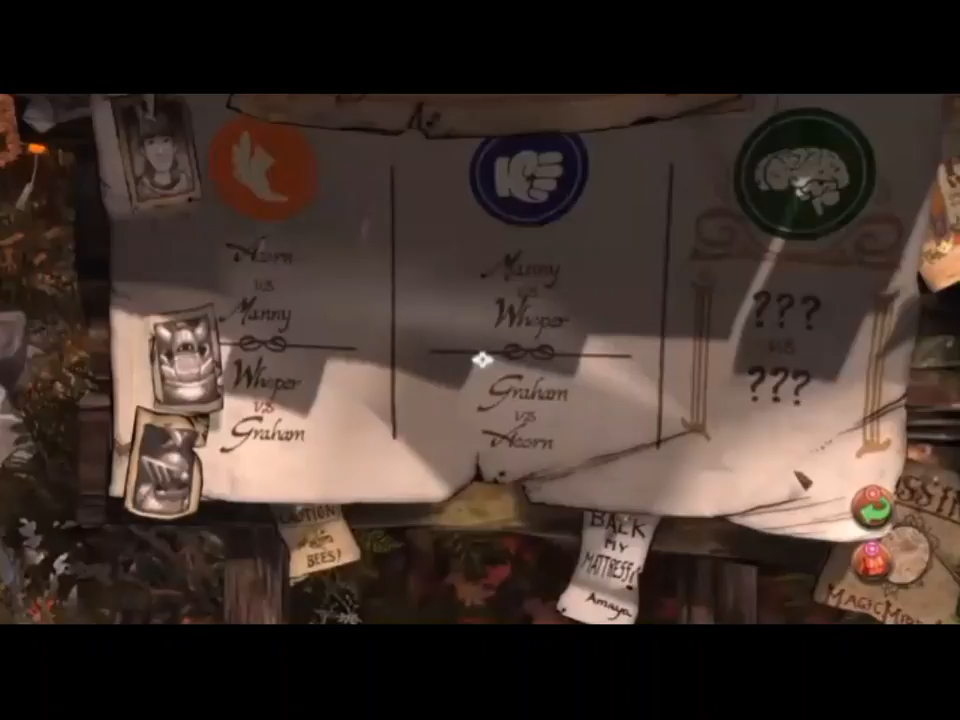 Acorn
vs
Manny
Whisper
vs
Graham
Manny
vs
Whisper
Graham
vs
Acorn
???
vs
???
CAUTION
BEES!
BACK
MY
MATTRESS!
Amaya